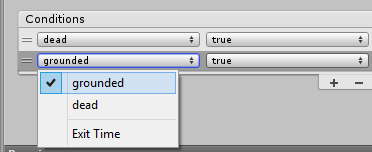 Conditions
dead true
grounded true
grounded
dead
Exit Time